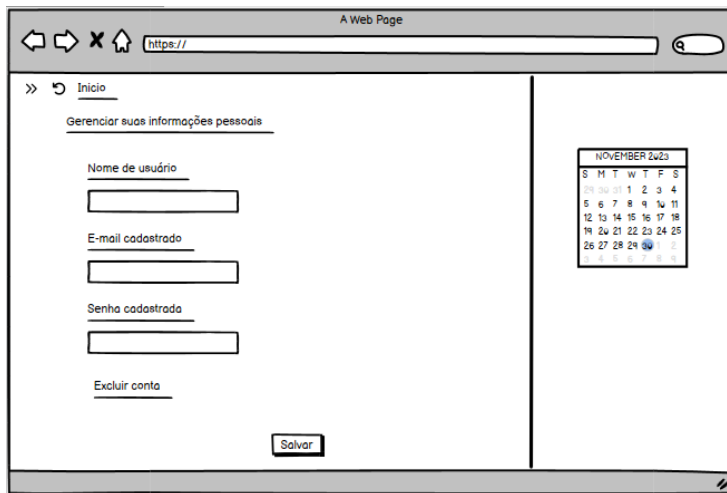 A Web Page
https://
Inicio
Gerenciar suas informações pessoais
Nome de usuário
E-mail cadastrado
Senha cadastrada
Excluir conta
Salvar
NOVEMBER 2023
S M T W T F S
29 30 31 1 2 3 4
5 6 7 8 9 10 11
12 13 14 15 16 17 18
19 20 21 22 23 24 25
26 27 28 29 30 1 2
3 4 5 6 7 8 9